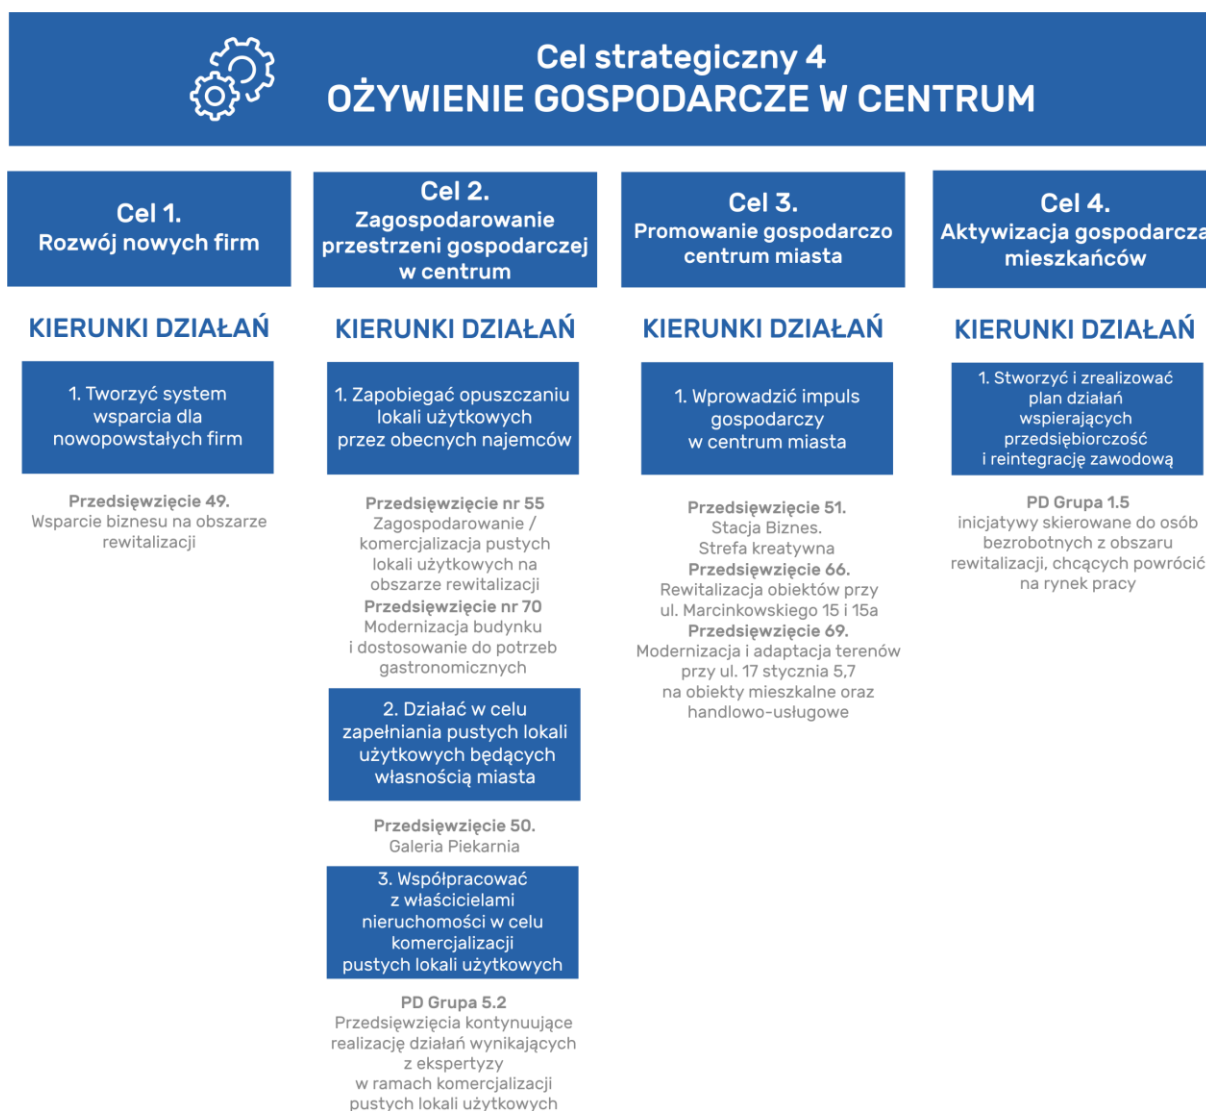 Cel strategiczny 4
OŻYWIENIE GOSPODARCZE W CENTRUM
Cel 1.
Rozwój nowych firm
KIERUNKI DZIAŁAŃ
1. Tworzyć system
wsparcia dla
nowopowstałych firm
Przedsięwzięcie 49.
Wsparcie biznesu na obszarze
rewitalizacji
Cel 2.
Zagospodarowanie
przestrzeni gospodarczej
w centrum
KIERUNKI DZIAŁAŃ
1. Zapobiegać opuszczaniu
lokali użytkowych
przez obecnych najemców
Przedsięwzięcie nr 55
Zagospodarowanie /
komercjalizacja pustych
lokali użytkowych na
obszarze rewitalizacji
Przedsięwzięcie nr 70
Modernizacja budynku
i dostosowanie do potrzeb
gastronomicznych
2. Działać w celu
zapełniania pustych lokali
użytkowych będących
własnością miasta
Przedsięwzięcie 50.
Galeria Piekarnia
3. Współpracować
z właścicielami
nieruchomości w celu
komercjalizacji
pustych lokali użytkowych
PD Grupa 5.2
Przedsięwzięcia kontynuujące
realizację działań wynikających
z ekspertyzy
w ramach komercjalizacji
pustych lokali użytkowych
Cel 3.
Promowanie gospodarczo
centrum miasta
KIERUNKI DZIAŁAŃ
1. Wprowadzić impuls
gospodarczy
w centrum miasta
Przedsięwzięcie 51.
Stacja Biznes.
Strefa kreatywna
Przedsięwzięcie 66.
Rewitalizacja obiektów przy
ul. Marcinkowskiego 15 i 15a
Przedsięwzięcie 69.
Modernizacja i adaptacja terenów
przy ul. 17 stycznia 5,7
na obiekty mieszkalne oraz
handlowo-usługowe
Cel 4.
Aktywizacja gospodarcza
mieszkańców
KIERUNKI DZIAŁAŃ
1. Stworzyć i zrealizować
plan działań
wspierających
przedsiębiorczość
i reintegrację zawodową
PD Grupa 1.5
inicjatywy skierowane do osób
bezrobotnych z obszaru
rewitalizacji, chcących powrócić
na rynek pracy